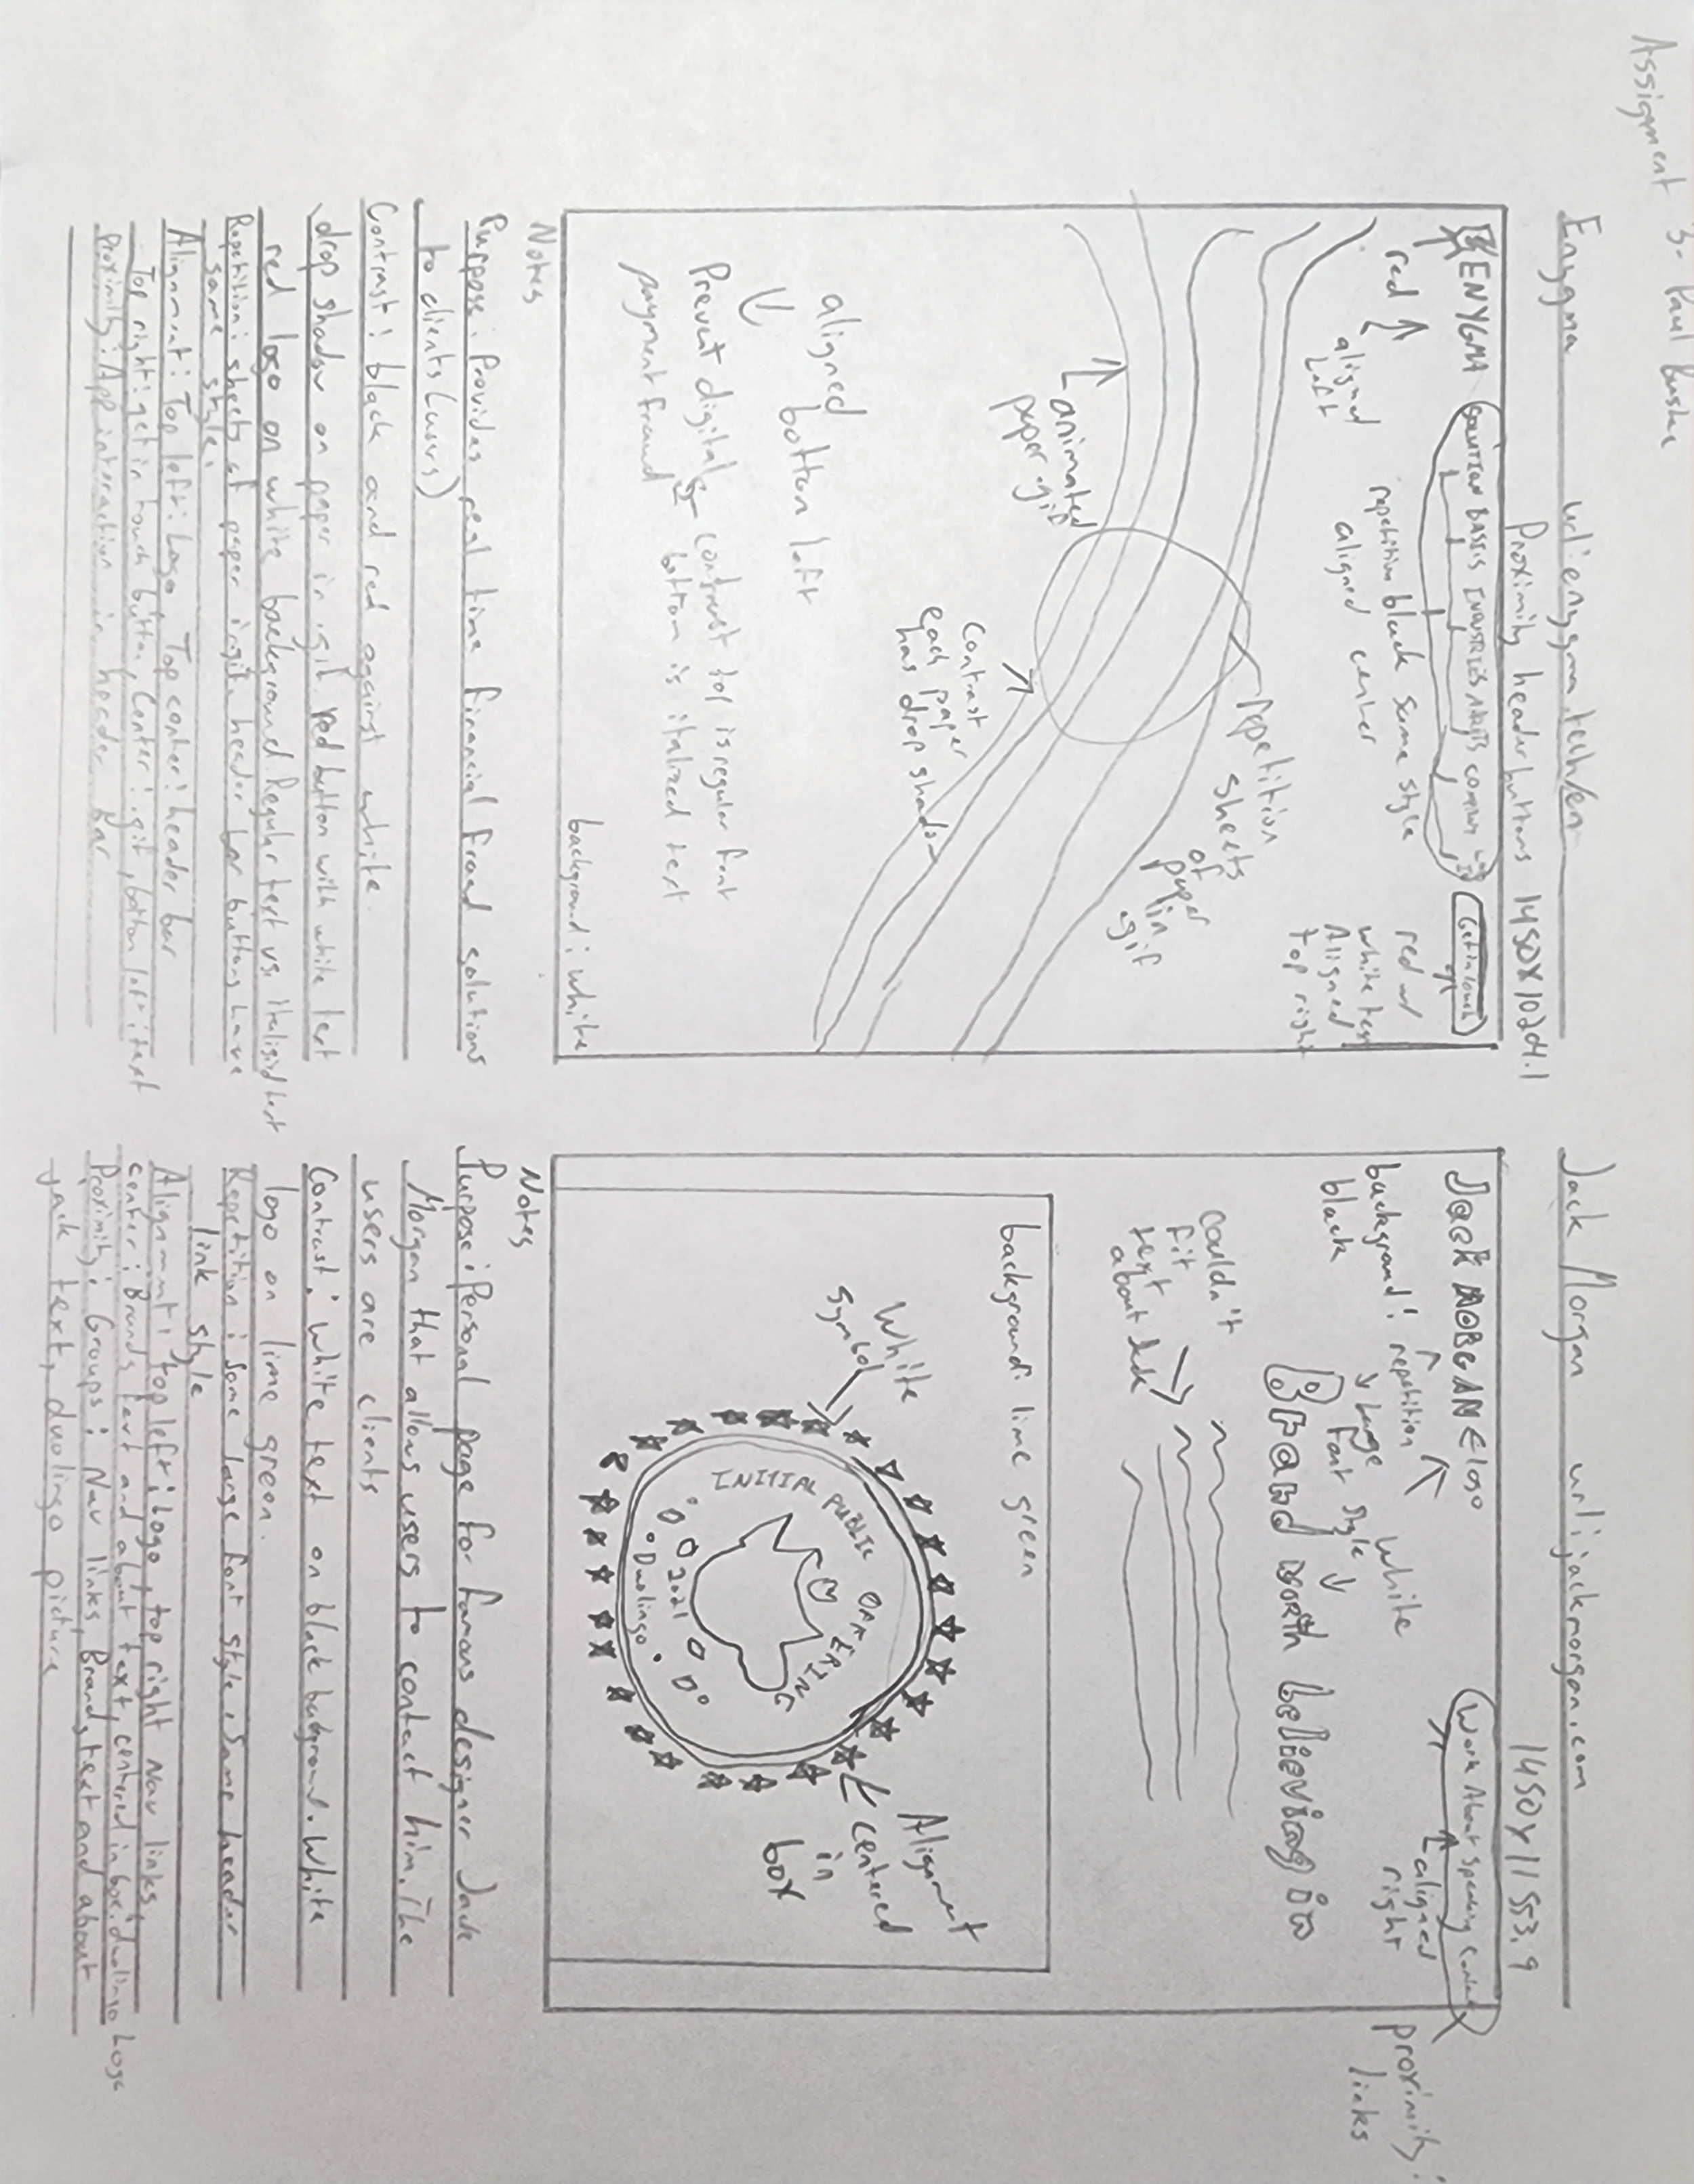 Assigment 3- Paul
Enygma url: enygma.tech/en
Proximity header buttons 1450X10204.1
ENYGMA SOLUTION BASICS INDUSTRIES COMPANY Get in touch
red
aligned
Left
repetition black same style
aligned center
red w/
white text
Aligned
top right
repetition
sheets
of
paper
in
.gif
animated
paper .gif
Contrast
each paper
has drop shadow
aligned
bottom left
Prevent digital
payment fraud
contrast top is regular font
bottom is italized text
background: white
Notes
Purpose: Provides real time financial fraud solutions
to clients (users)
Contrast: black and red against white.
drop shadow on paper in .gif. red button with white text
red logo on white background. Regular text vs. italisized text
Repetition: sheets of paper in .gif. header bar buttons have
same style.
Alignment: Top left: Logo, Top center: header bar
Top right: get in touch button, Center: .gif, bottom left: text
Proximity: App interaction in header bar
Jack Morgan url: jackmorgan.com
1450X11553.9
Jack MORGAN ← logo Work About Speaking Contact
background:
black
repetition
Large
Font style
white
aligned
right
proximity:
links
Brand worth believing in
couldn't
fit
text
about Jack
background: lime green
White
symbol
Alignment
centered
in
box
INITIAL PUBLIC OFFERING
2021
Duolingo
Notes
Purpose: Personal page for famous designer Jack
Morgan that allows users to contact him. The
users are clients
Contrast: White text on black background. White
logo on lime green.
Repetition: Same large font style. Same header
link style
Alignment: top left: Logo, top right Nav links,
center: Brands text and about text, centered in box: duolingo Logo
Proximity: Groups: Nav links, Brands text and about
jack text, duolingo picture